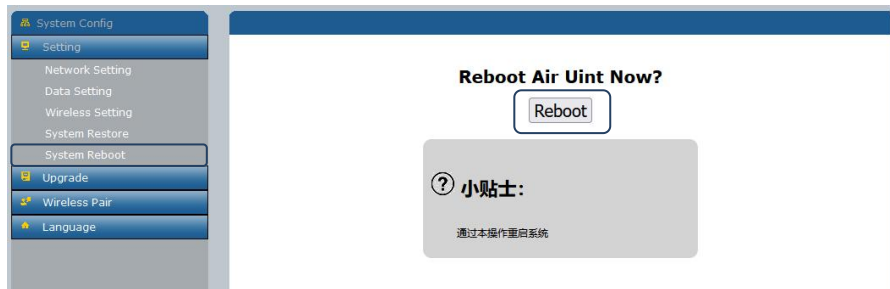 System Config
Setting
Network Setting
Data Setting
Wireless Setting
System Restore
System Reboot
Upgrade
Wireless Pair
Language
Reboot Air Uint Now?
Reboot
? 小贴士:
通过本操作重启系统